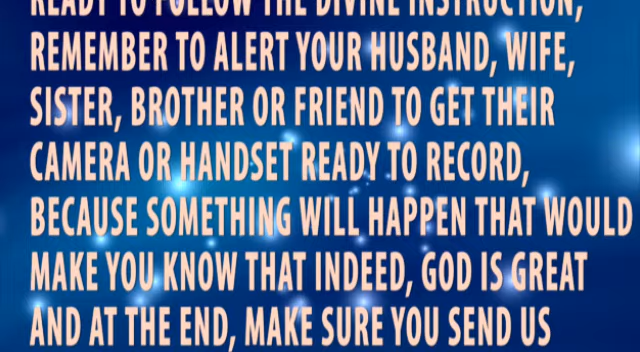 READY TO FOLLOW THE DIVINE INSTRUCTION,
REMEMBER TO ALERT YOUR HUSBAND, WIFE,
SISTER, BROTHER OR FRIEND TO GET THEIR
CAMERA OR HANDSET READY TO RECORD,
BECAUSE SOMETHING WILL HAPPEN THAT WOULD
MAKE YOU KNOW THAT INDEED, GOD IS GREAT
AND AT THE END, MAKE SURE YOU SEND US